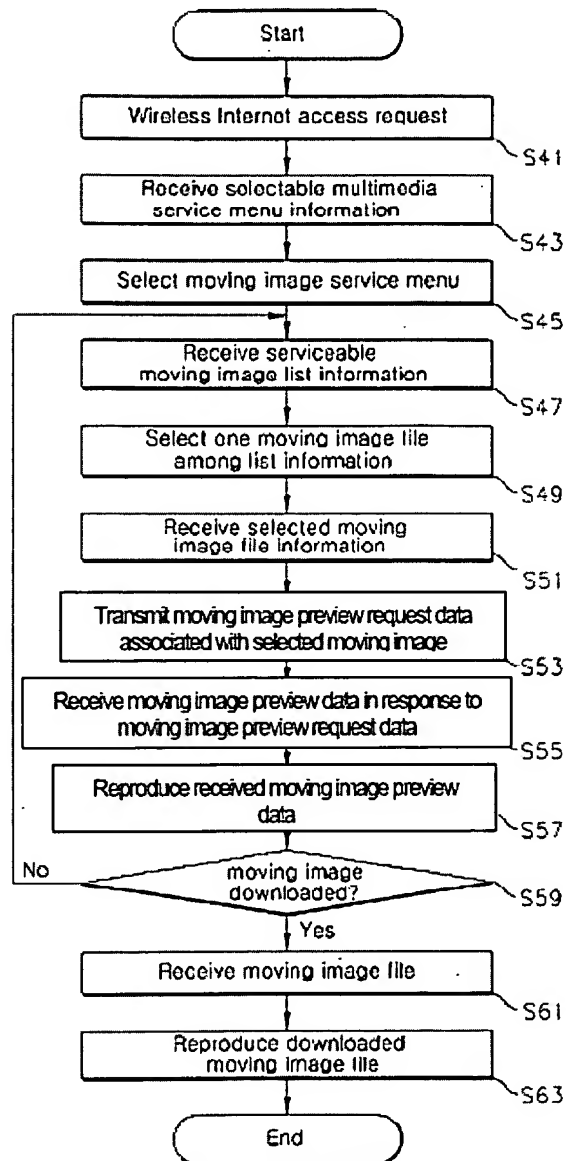 Start
Wireless Internet access request
S41
Receive selectable multimedia
service menu information
S43
Select moving image service menu
S45
Receive serviceable
moving image list information
S47
Select one moving image file
among list information
S49
Receive selected moving
image file information
S51
Transmit moving image preview request data
associated with selected moving image
S53
Receive moving image preview data in response to
moving image preview request data
S55
Reproduce received moving image preview
data
S57
No
moving image
downloaded?
S59
Yes
Receive moving image file
S61
Reproduce downloaded
moving image file
S63
End